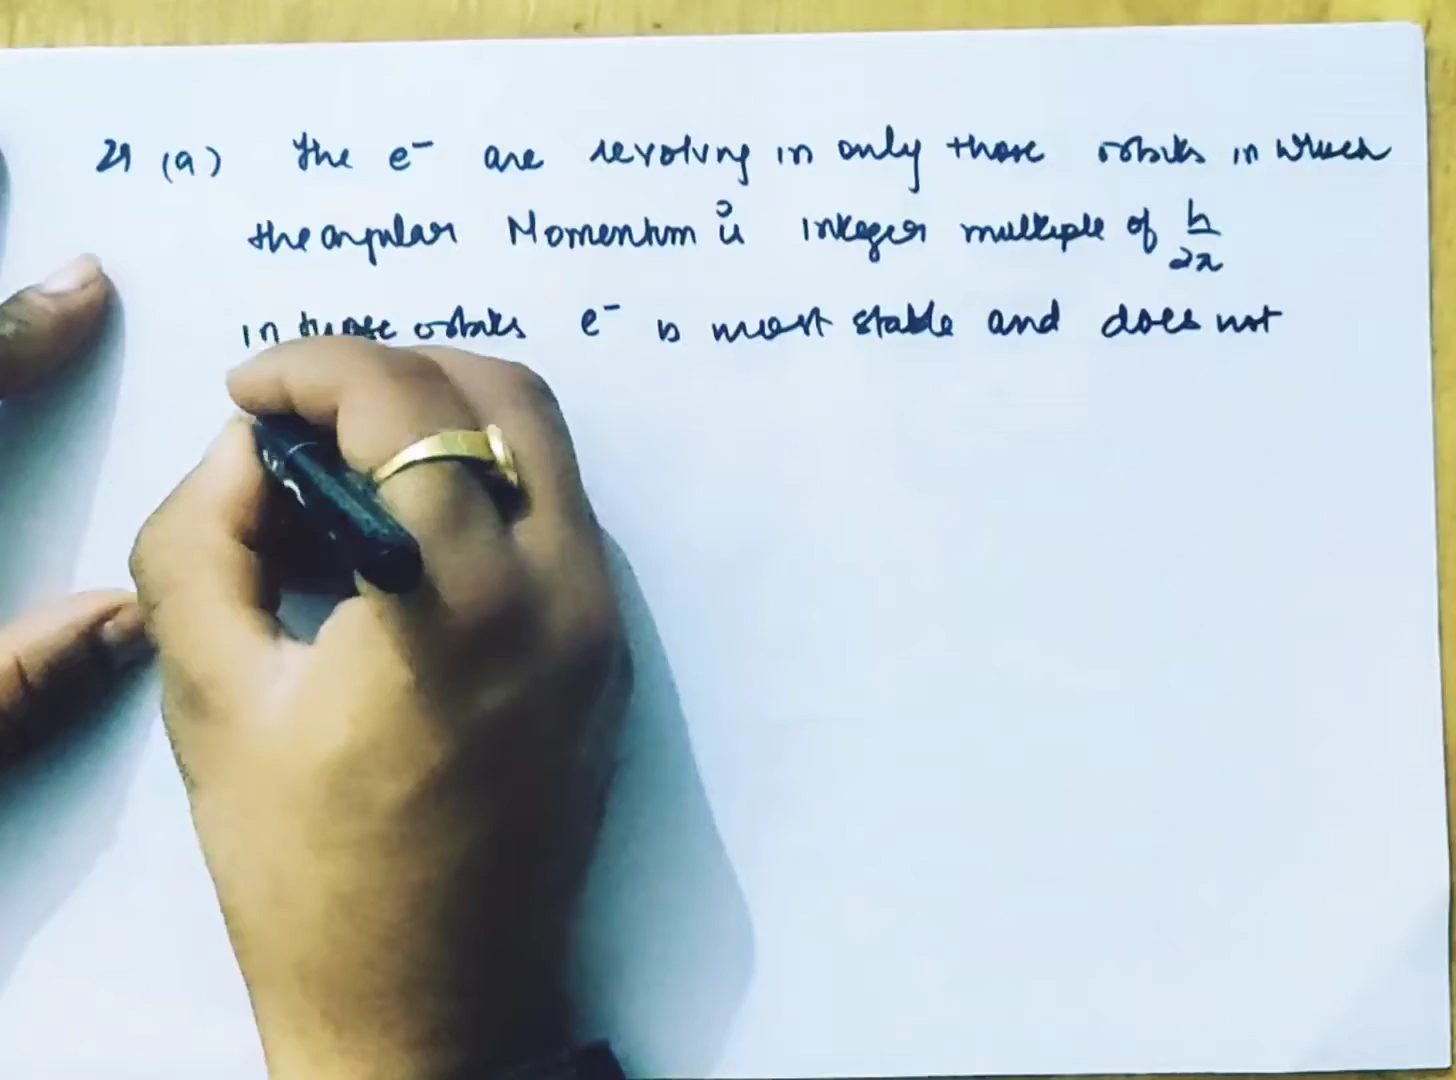 21 (a) the e⁻ are revolving in only those orbits in which
the angular Momentum is integer multiple of h/2π
in those orbits e⁻ is most stable and does not